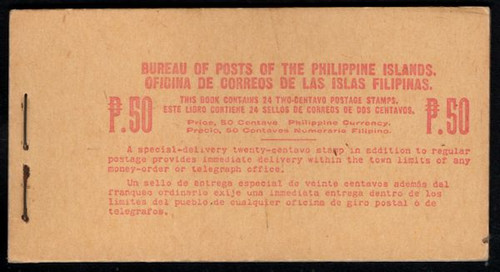 BUREAU OF POSTS OF THE PHILIPPINE ISLANDS.
OFICINA DE CORREOS DE LAS ISLAS FILIPINAS.
THIS BOOK CONTAINS 24 TWO-CENTAVO POSTAGE STAMPS.
ESTE LIBRO CONTIENE 24 SELLOS DE CORREOS DE DOS CENTAVOS.
₱.50
Price, 50 Centavs Philippine Currency.
Precio, 50 Centavos Numerario Filipino.
₱.50
A special-delivery twenty-centavo stamp in addition to regular
postage provides immediate delivery within the town limits of any
money-order or telegraph office.
Un sello de entrega especial de veinte centavos además del
franqueo ordinario exije una immediata entrega dentro de los
limites del pueblo de cualquier oficina de giro postal ó de
telegrafos.